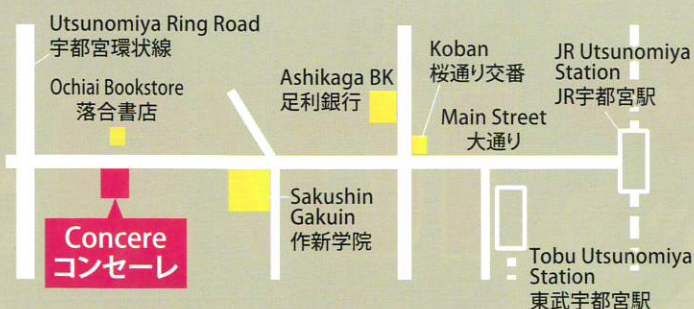 Utsunomiya Ring Road
宇都宮環状線
Ochiai Bookstore
落合書店
Ashikaga BK
足利銀行
Koban
桜通り交番
Main Street
大通り
JR Utsunomiya
Station
JR宇都宮駅
Concere
コンセーレ
Sakushin
Gakuin
作新学院
Tobu Utsunomiya
Station
東武宇都宮駅